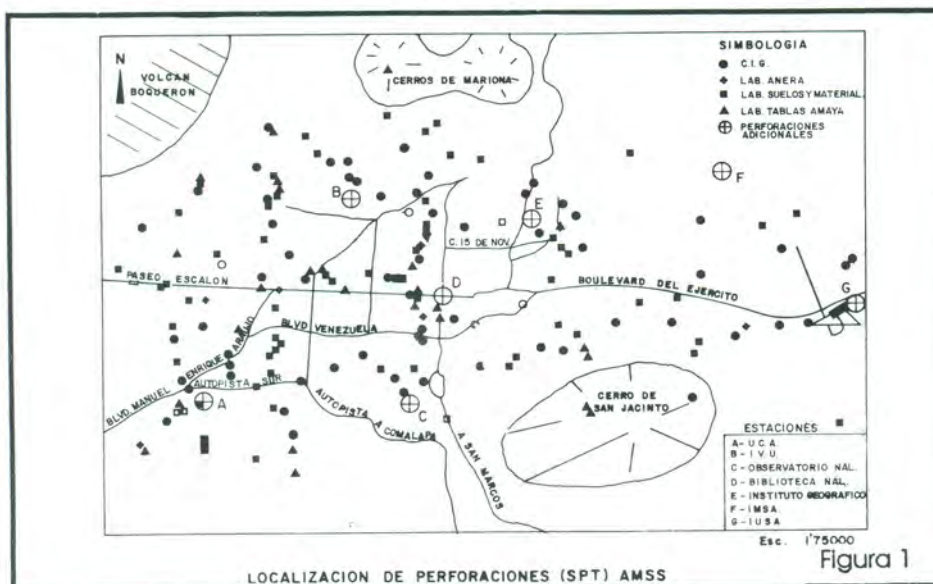 N
VOLCAN
BOQUERON
CERROS DE MARIONA
SIMBOLOGIA
C.I.G.
LAB. ANERA
LAB. SUELOS Y MATERIAL.
LAB. TABLAS AMAYA
PERFORACIONES
ADICIONALES
B
E
F
C. 15 DE NOV.
PASEO ESCALON
D
BOULEVARD DEL EJERCITO
G
BLVD VENEZUELA
BLVD. MANUEL ENRIQUE ARAUJO
AUTOPISTA SUR
A
C
AUTOPISTA A COMALAPA
A SAN MARCOS
CERRO DE
SAN JACINTO
ESTACIONES
A- U.C.A.
B- I.V.U.
C- OBSERVATORIO NAL.
D- BIBLIOTECA NAL.
E- INSTITUTO GEOGRAFICO
F- IMSA.
G- IUSA.
Esc. 1'75000
Figura 1
LOCALIZACION DE PERFORACIONES (SPT) AMSS